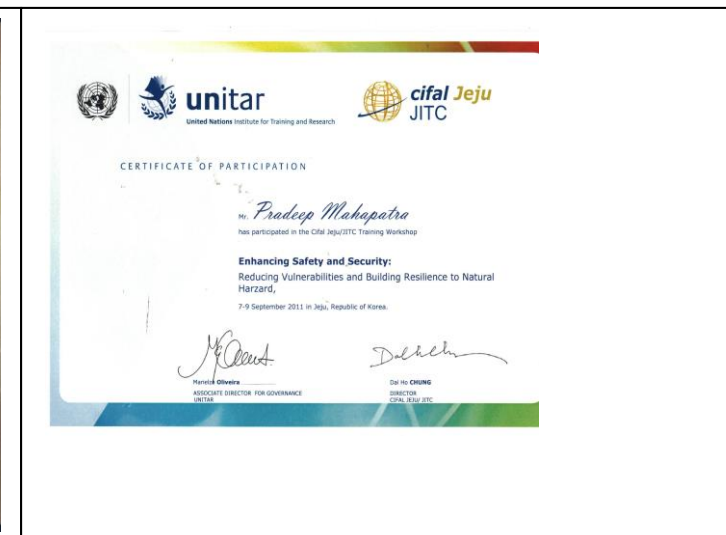 unitar
United Nations Institute for Training and Research
cifal Jeju
JITC
CERTIFICATE OF PARTICIPATION
Mr. Pradeep Mahapatra
has participated in the Cifal Jeju/JITC Training Workshop
Enhancing Safety and Security:
Reducing Vulnerabilities and Building Resilience to Natural
Harzard,
7-9 September 2011 in Jeju, Republic of Korea.
Oliveira
Dal Ho CHUNG
ASSOCIATE DIRECTOR FOR GOVERNANCE
UNITAR
DIRECTOR
CIFAL JEJU/ JITC